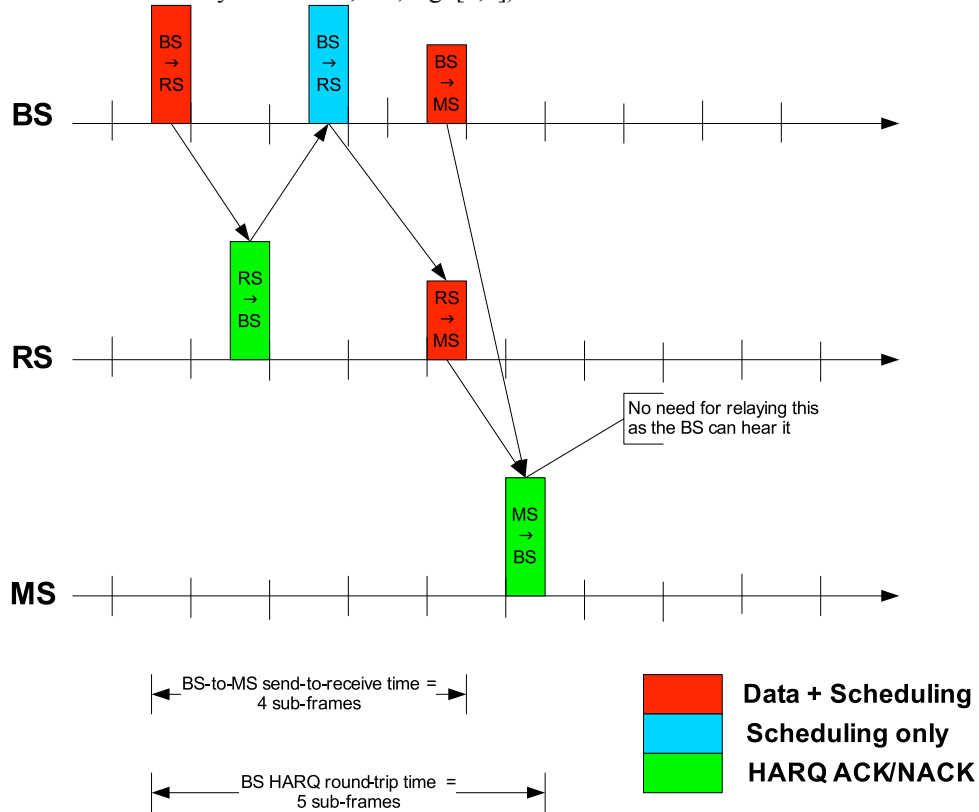 BS
→
RS
BS
→
RS
BS
→
MS
BS
RS
→
BS
RS
→
MS
RS
No need for relaying this
as the BS can hear it
MS
→
BS
MS
BS-to-MS send-to-receive time =
4 sub-frames
BS HARQ round-trip time =
5 sub-frames
Data + Scheduling
Scheduling only
HARQ ACK/NACK